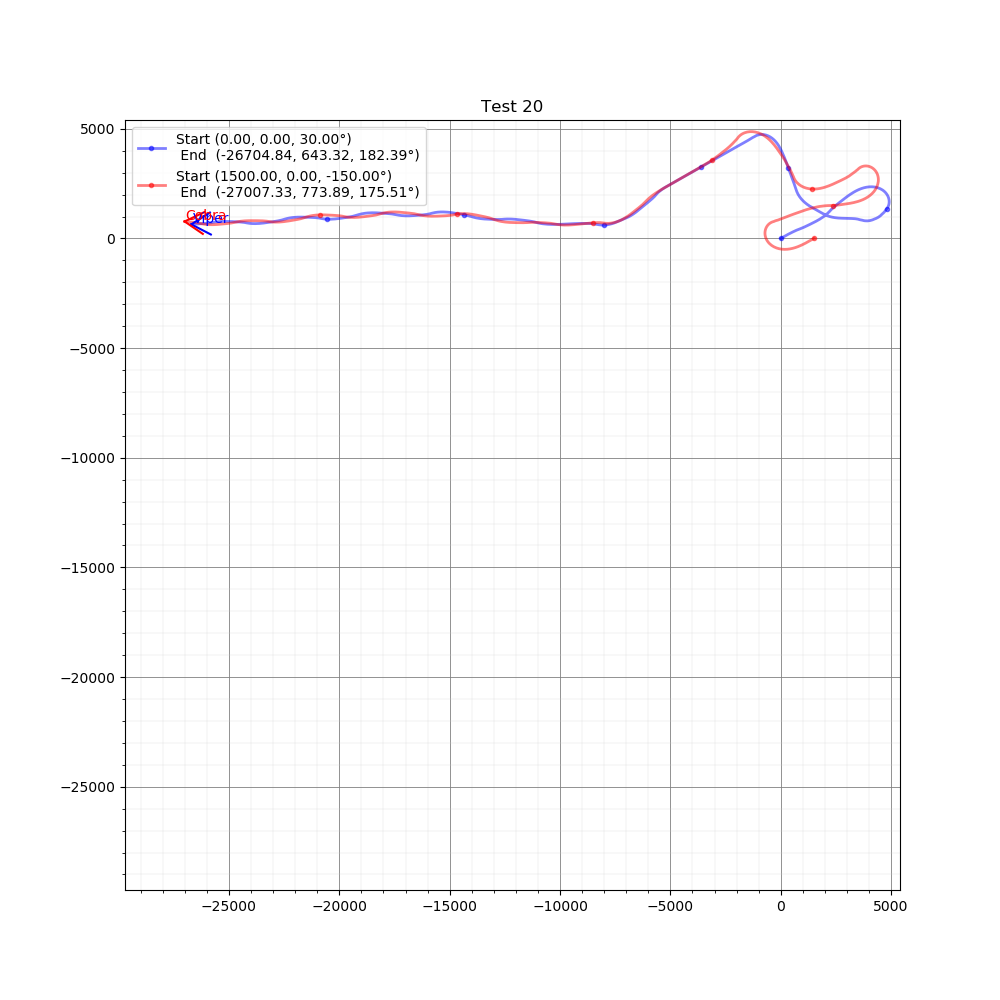 Test 20
Start (0.00, 0.00, 30.00°)
End (-26704.84, 643.32, 182.39°)
Start (1500.00, 0.00, -150.00°)
End (-27007.33, 773.89, 175.51°)
5000
0
−5000
−10000
−15000
−20000
−25000
Cobra
−25000 −20000 −15000 −10000 −5000 0 5000